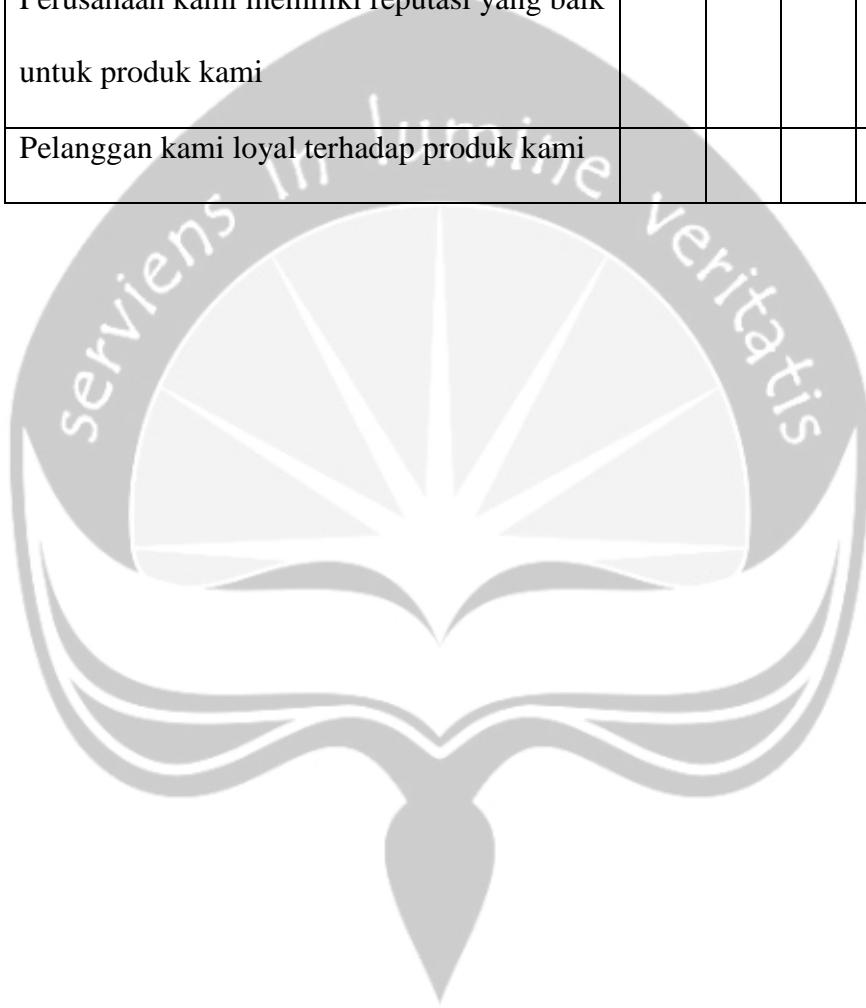 Perusahaan kami memiliki reputasi yang baik
untuk produk kami
Pelanggan kami loyal terhadap produk kami
serviens in lumine veritatis